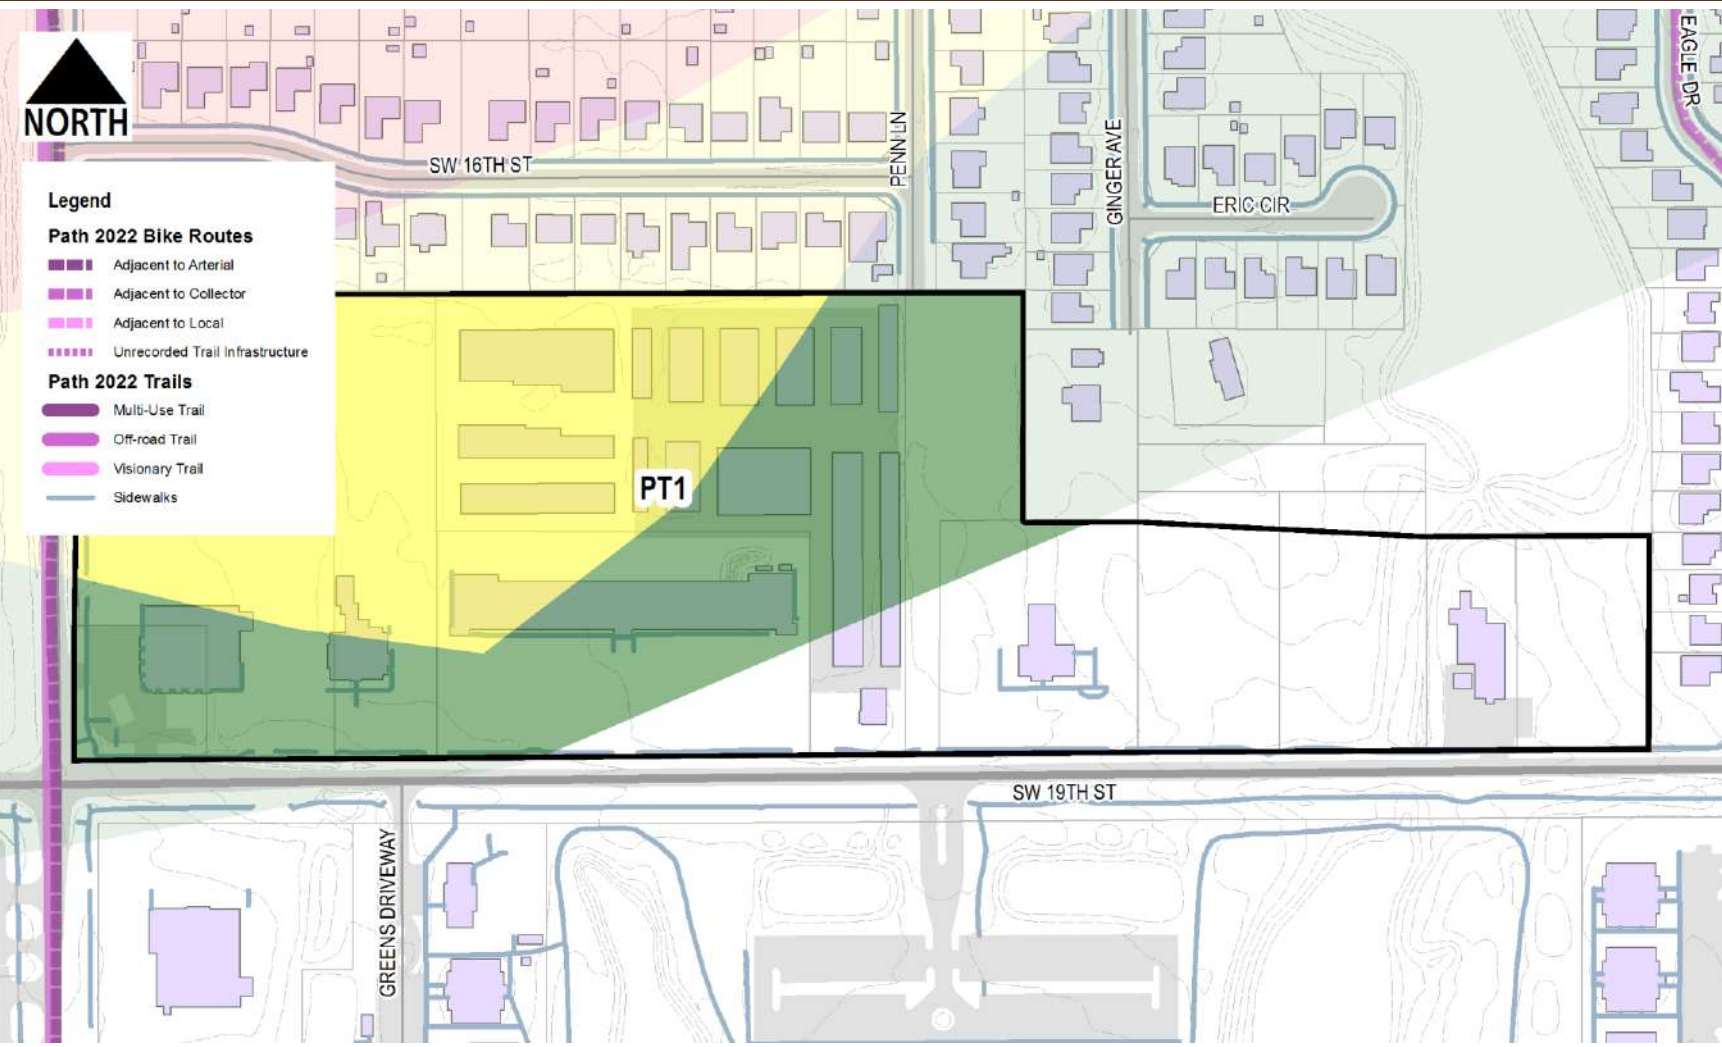 NORTH
Legend
Path 2022 Bike Routes
Adjacent to Arterial
Adjacent to Collector
Adjacent to Local
Unrecorded Trail Infrastructure
Path 2022 Trails
Multi-Use Trail
Off-road Trail
Visionary Trail
Sidewalks
SW 16TH ST
PENN LN
GINGER AVE
ERIC CIR
EAGLE DR
PT1
SW 19TH ST
GREENS DRIVEWAY